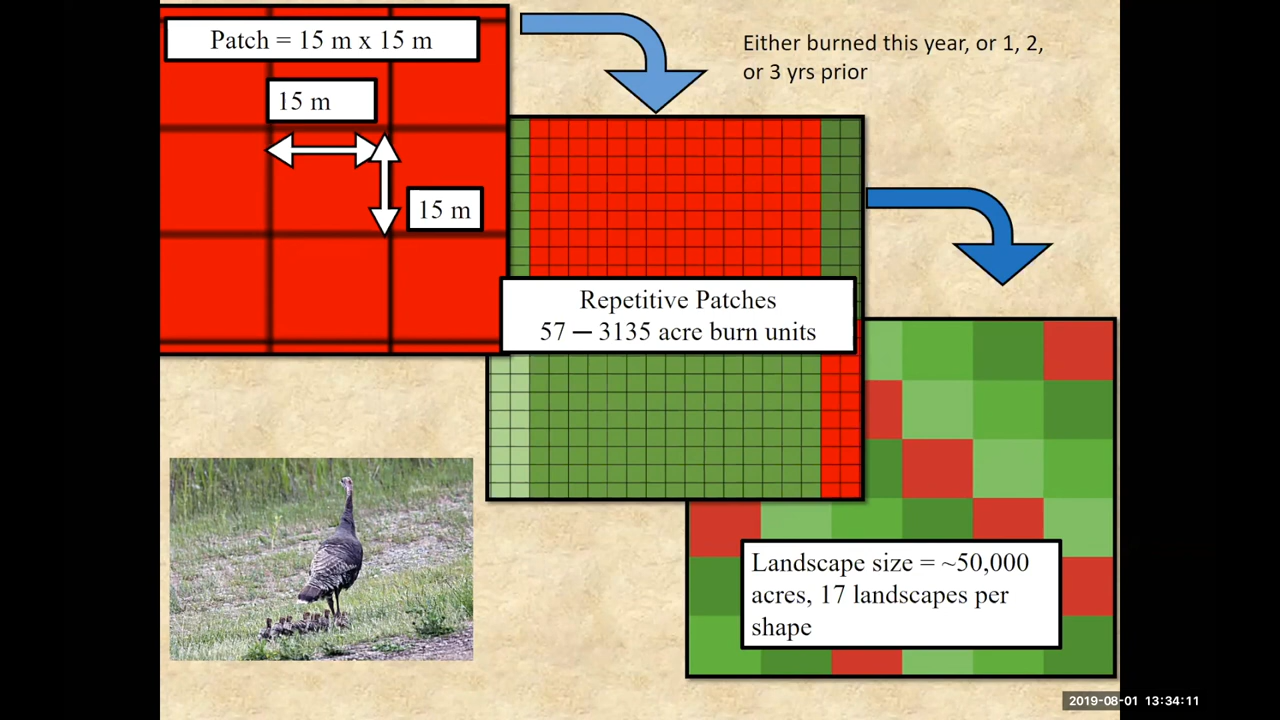 Patch = 15 m x 15 m
15 m
15 m
Either burned this year, or 1, 2,
or 3 yrs prior
Repetitive Patches
57 — 3135 acre burn units
Landscape size = ~50,000
acres, 17 landscapes per
shape
2019-08-01 13:34:11